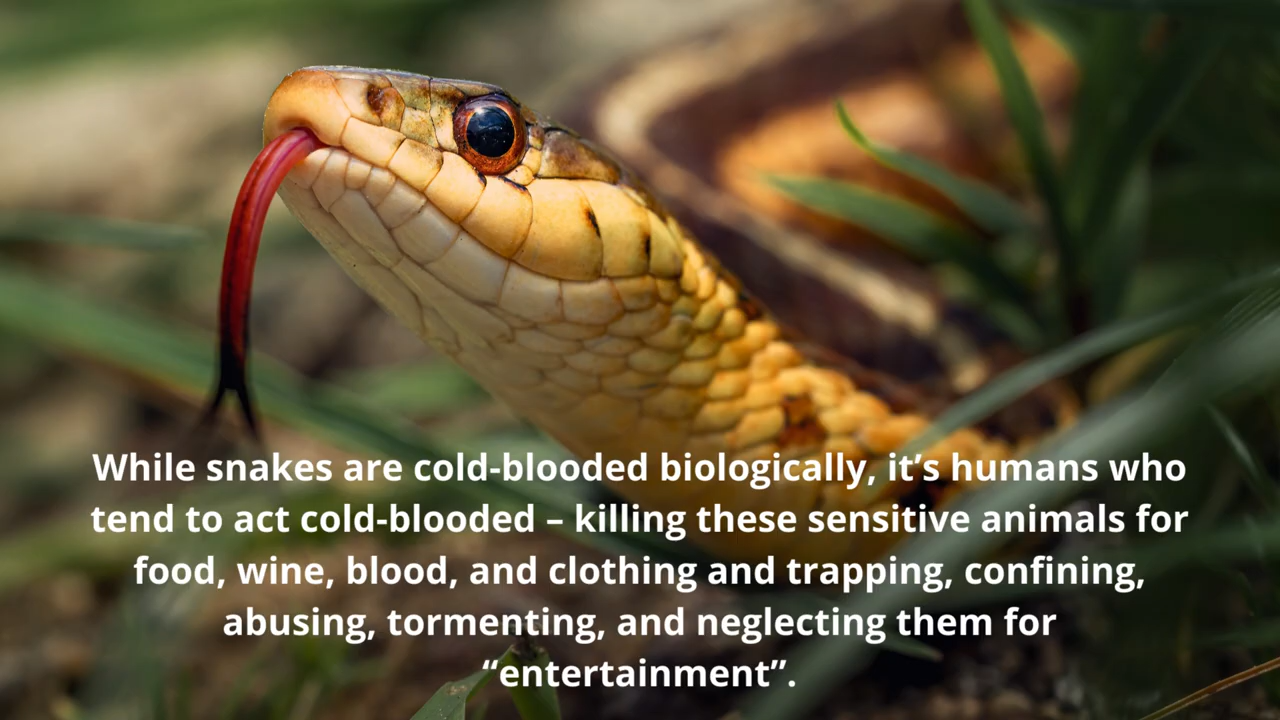 While snakes are cold-blooded biologically, it’s humans who
tend to act cold-blooded – killing these sensitive animals for
food, wine, blood, and clothing and trapping, confining,
abusing, tormenting, and neglecting them for
“entertainment”.